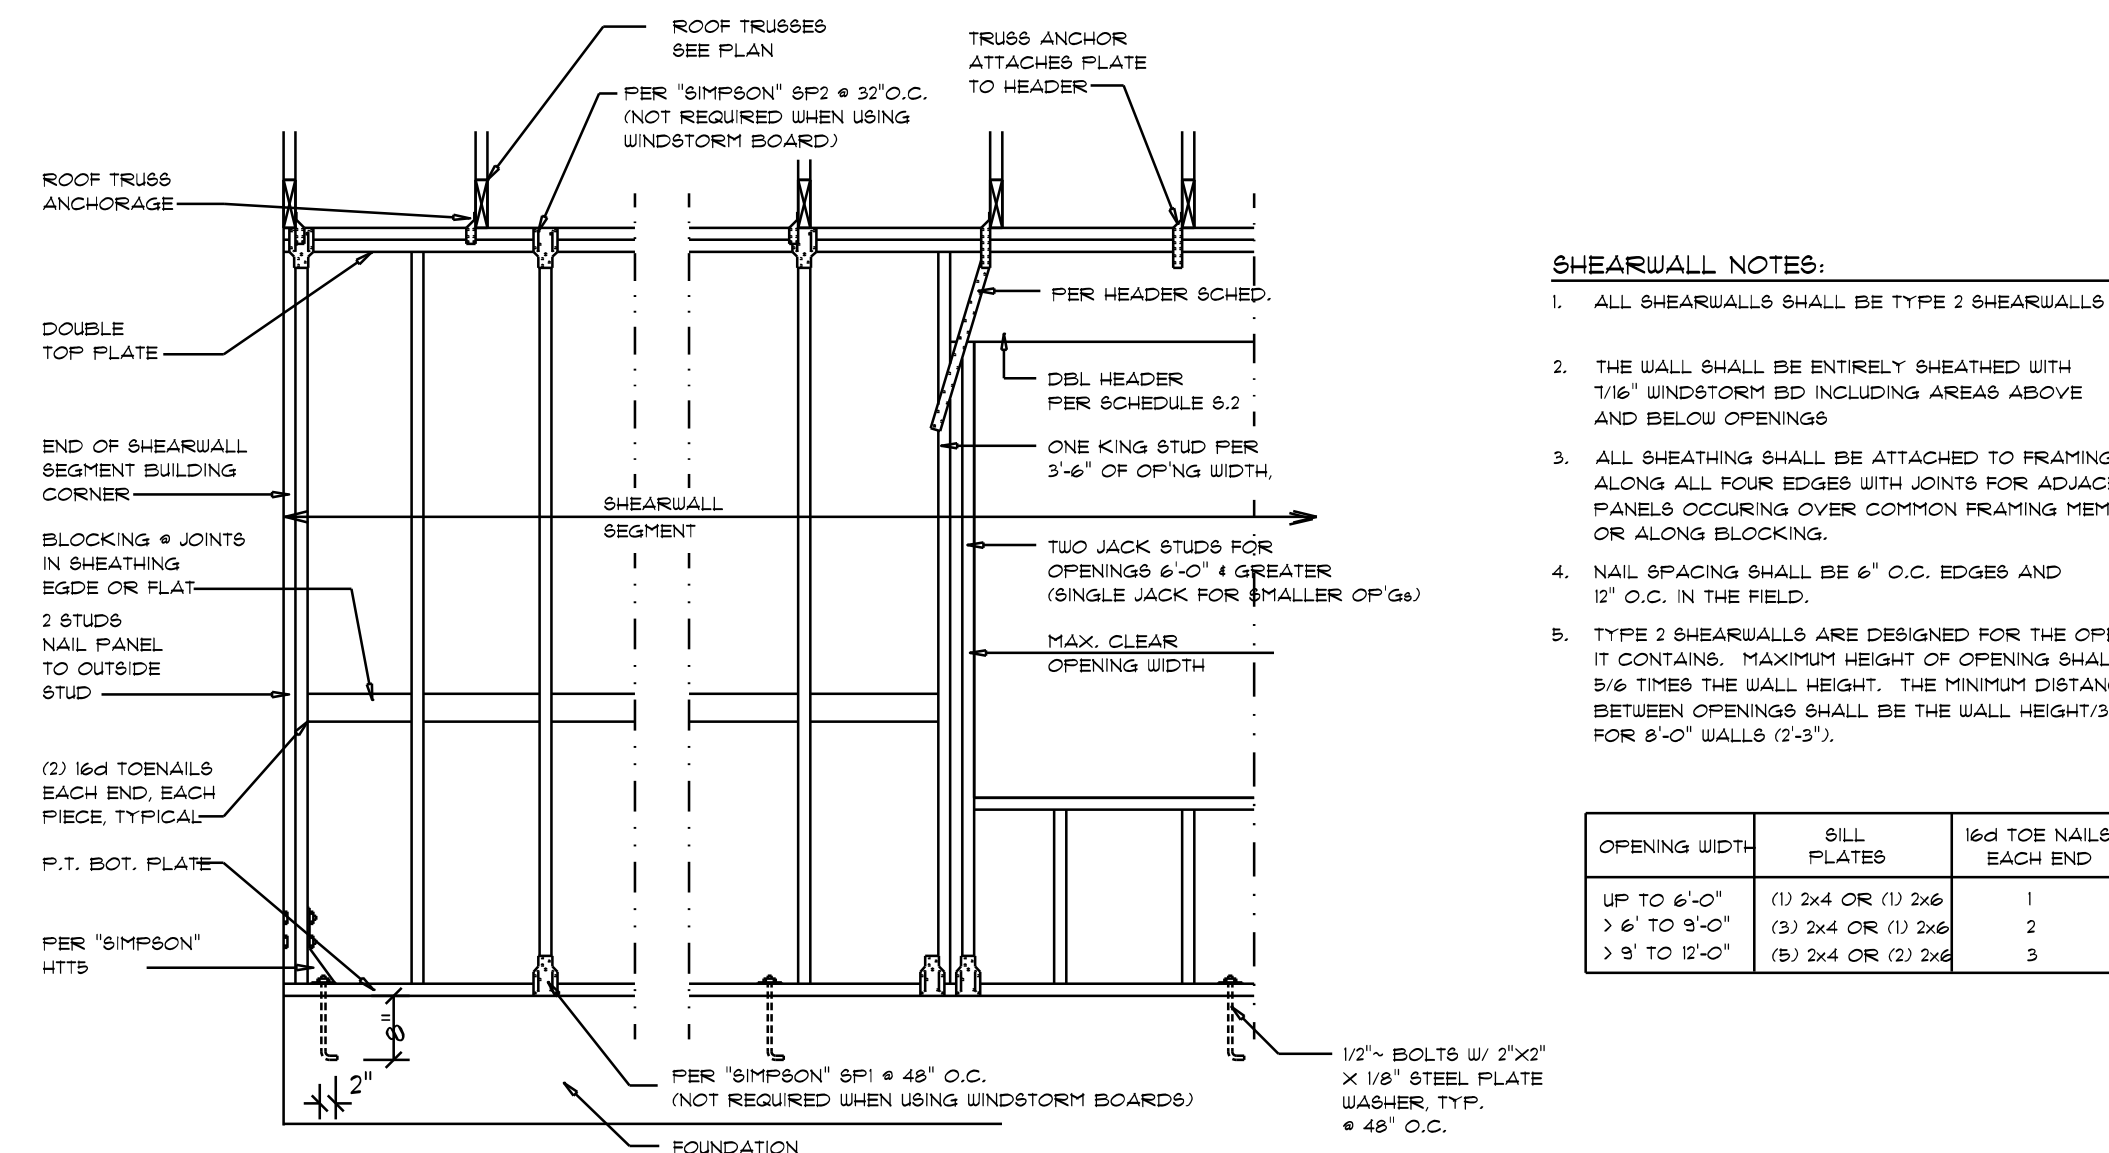 ROOF TRUSSES
SEE PLAN
TRUSS ANCHOR
ATTACHES PLATE
TO HEADER
PER "SIMPSON" SP2 @ 32"O.C.
(NOT REQUIRED WHEN USING
WINDSTORM BOARD)
ROOF TRUSS
ANCHORAGE
DOUBLE
TOP PLATE
END OF SHEARWALL
SEGMENT BUILDING
CORNER
BLOCKING @ JOINTS
IN SHEATHING
EGDE OR FLAT
2 STUDS
NAIL PANEL
TO OUTSIDE
STUD
(2) 16d TOENAILS
EACH END, EACH
PIECE, TYPICAL
P.T. BOT. PLATE
PER "SIMPSON"
HTT5
8"
2"
SHEARWALL
SEGMENT
PER HEADER SCHED.
DBL HEADER
PER SCHEDULE S.2
ONE KING STUD PER
3'-6" OF OP'NG WIDTH,
TWO JACK STUDS FOR
OPENINGS 6'-0" & GREATER
(SINGLE JACK FOR SMALLER OP'Gs)
MAX. CLEAR
OPENING WIDTH
PER "SIMPSON" SP1 @ 48" O.C.
(NOT REQUIRED WHEN USING WINDSTORM BOARDS)
FOUNDATION
1/2"~ BOLTS W/ 2"X2"
X 1/8" STEEL PLATE
WASHER, TYP.
@ 48" O.C.
SHEARWALL NOTES:
1. ALL SHEARWALLS SHALL BE TYPE 2 SHEARWALLS
2. THE WALL SHALL BE ENTIRELY SHEATHED WITH
7/16" WINDSTORM BD INCLUDING AREAS ABOVE
AND BELOW OPENINGS
3. ALL SHEATHING SHALL BE ATTACHED TO FRAMING
ALONG ALL FOUR EDGES WITH JOINTS FOR
PANELS OCCURING OVER COMMON FRAMING
OR ALONG BLOCKING.
4. NAIL SPACING SHALL BE 6" O.C. EDGES AND
12" O.C. IN THE FIELD.
5. TYPE 2 SHEARWALLS ARE DESIGNED FOR THE
IT CONTAINS. MAXIMUM HEIGHT OF OPENING
5/6 TIMES THE WALL HEIGHT. THE MINIMUM
BETWEEN OPENINGS SHALL BE THE WALL HEIGHT/3
FOR 8'-0" WALLS (2'-3").
OPENING WIDTH SILL PLATES 16d TOE NAILS EACH END
UP TO 6'-0" (1) 2x4 OR (1) 2x6 1
> 6' TO 9'-0" (3) 2x4 OR (1) 2x6 2
> 9' TO 12'-0" (5) 2x4 OR (2) 2x6 3